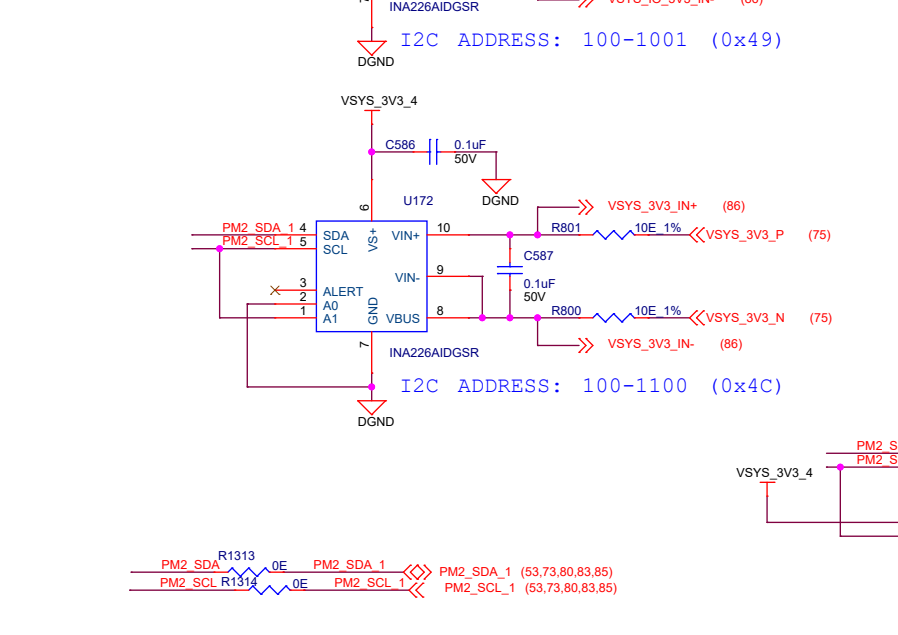 INA226AIDGSR
I2C ADDRESS: 100-1001 (0x49)
DGND
VSYS_3V3_4
C586
0.1uF
50V
DGND
U172
6
PM2_SDA_1 4
PM2_SCL_1 5
SDA
SCL
VS+
VIN+
10
VSYS_3V3_IN+ (86)
R801
10E_1%
VSYS_3V3_P (75)
C587
0.1uF
50V
VIN-
9
3
2
1
ALERT
A0
A1
GND
VBUS
8
R800
10E_1%
VSYS_3V3_N (75)
VSYS_3V3_IN- (86)
7
INA226AIDGSR
I2C ADDRESS: 100-1100 (0x4C)
DGND
PM2_S
PM2_S
VSYS_3V3_4
R1313
PM2_SDA
0E
PM2_SDA_1
PM2_SDA_1 (53,73,80,83,85)
PM2_SCL
R1314
0E
PM2_SCL_1
PM2_SCL_1 (53,73,80,83,85)